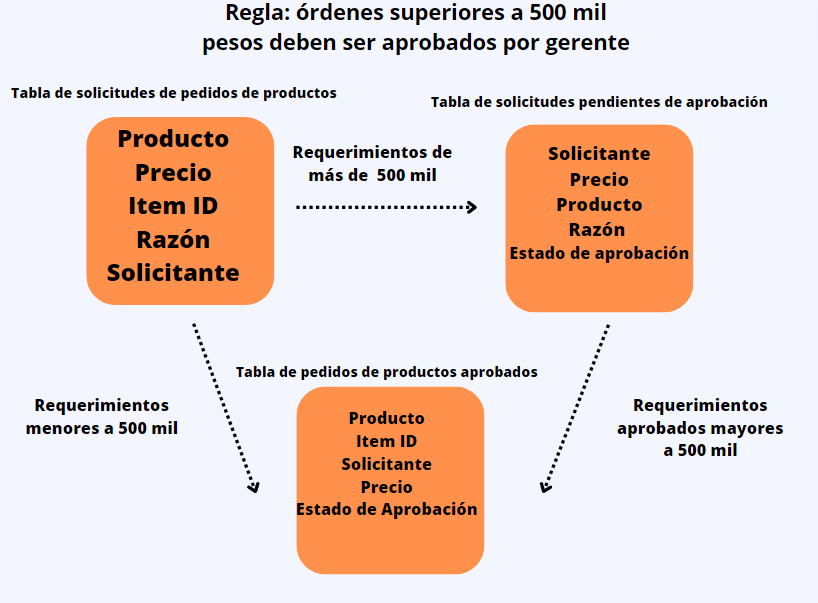 Regla: órdenes superiores a 500 mil
pesos deben ser aprobados por gerente
Tabla de solicitudes de pedidos de productos
Producto
Precio
Item ID
Razón
Solicitante
Requerimientos de
más de 500 mil
Tabla de solicitudes pendientes de aprobación
Solicitante
Precio
Producto
Razón
Estado de aprobación
Requerimientos
menores a 500 mil
Tabla de pedidos de productos aprobados
Producto
Item ID
Solicitante
Precio
Estado de Aprobación
Requerimientos
aprobados mayores
a 500 mil